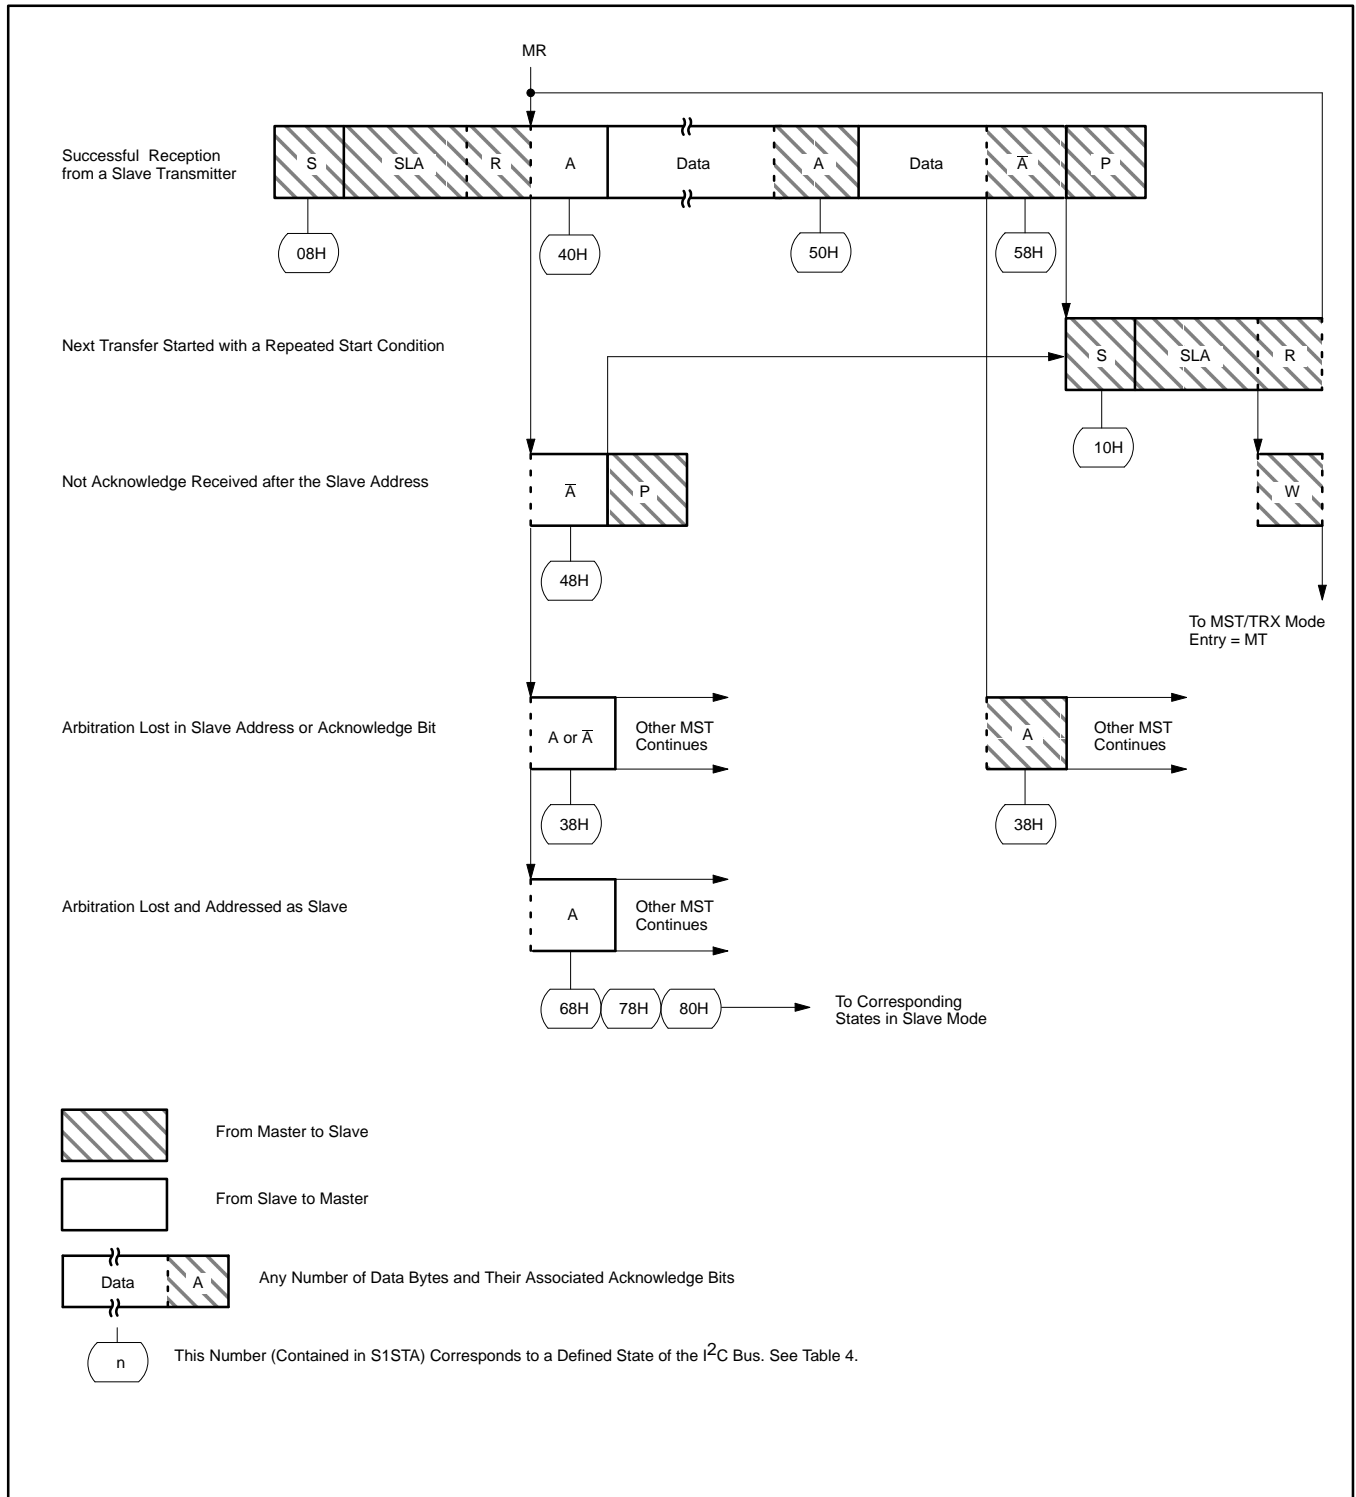 MR
Successful Reception
from a Slave Transmitter
S SLA R A Data A Data A̅ P
08H 40H 50H 58H
Next Transfer Started with a Repeated Start Condition
S SLA R
10H
Not Acknowledge Received after the Slave Address
A̅ P W
48H
To MST/TRX Mode
Entry = MT
Arbitration Lost in Slave Address or Acknowledge Bit
A or A̅
Other MST
Continues
A
Other MST
Continues
38H 38H
Arbitration Lost and Addressed as Slave
A
Other MST
Continues
68H 78H 80H
To Corresponding
States in Slave Mode
From Master to Slave
From Slave to Master
Data A
Any Number of Data Bytes and Their Associated Acknowledge Bits
n
This Number (Contained in S1STA) Corresponds to a Defined State of the I²C Bus. See Table 4.